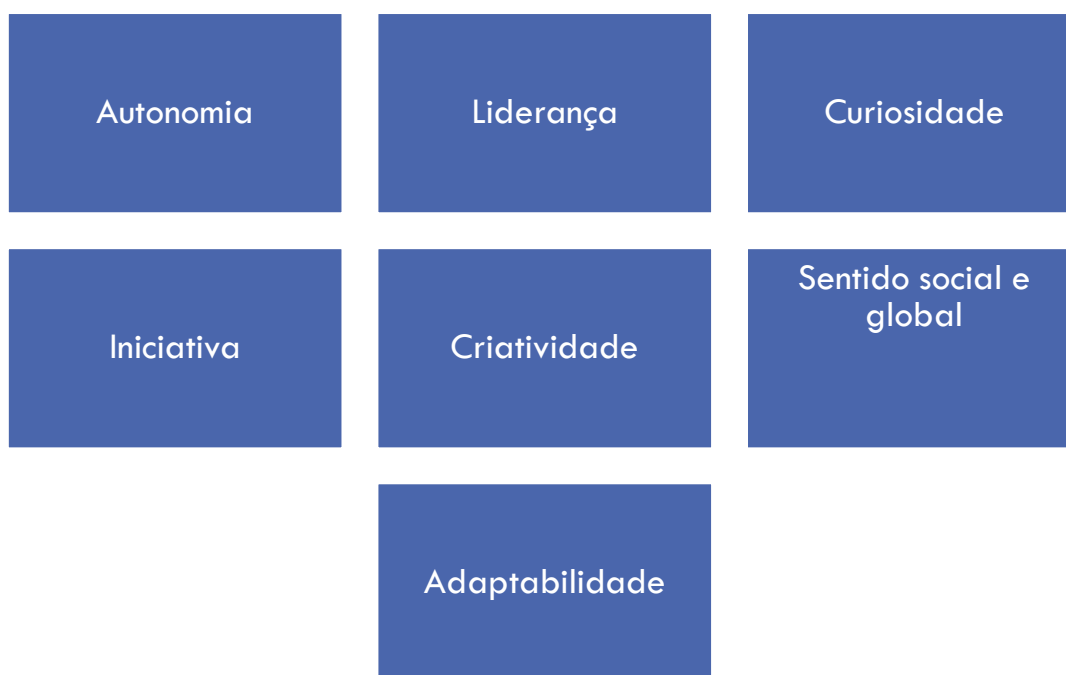 Autonomia
Liderança
Curiosidade
Iniciativa
Criatividade
Sentido social e
global
Adaptabilidade